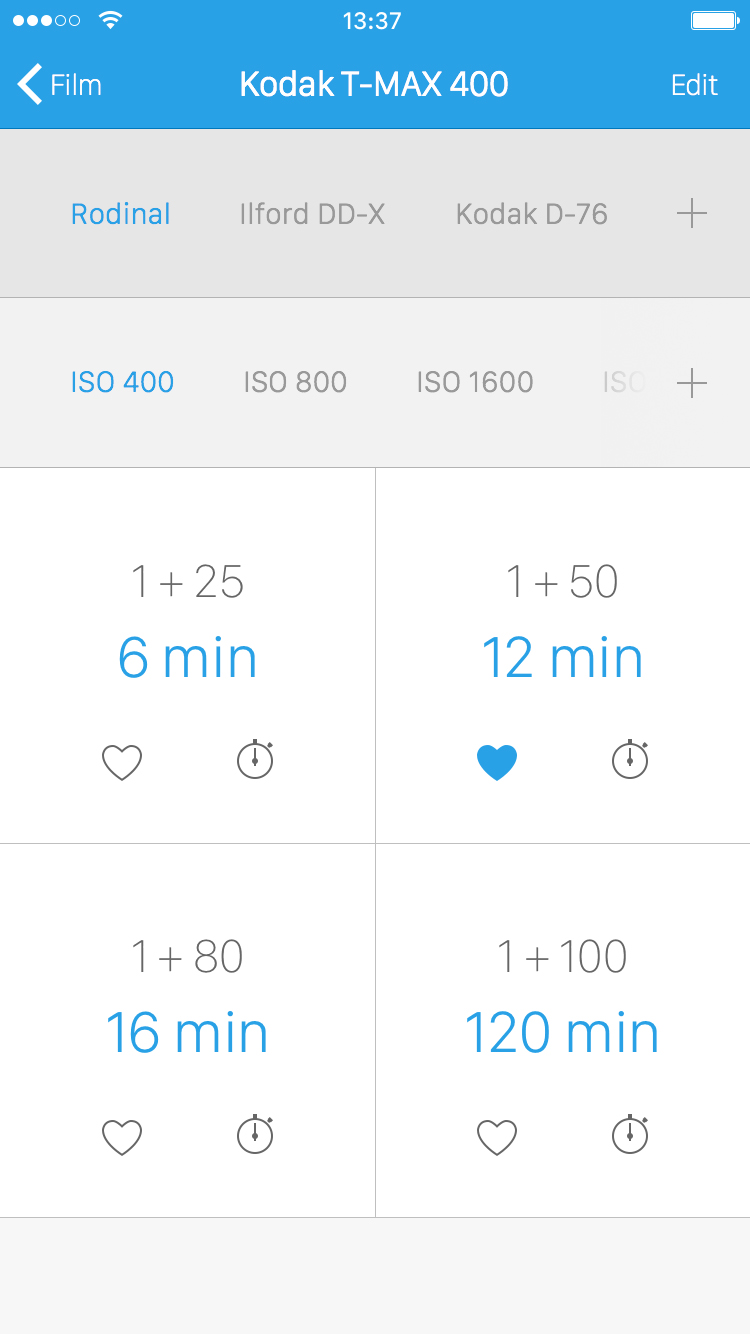 13:37
Film Kodak T-MAX 400 Edit
Rodinal Ilford DD-X Kodak D-76 +
ISO 400 ISO 800 ISO 1600 ISO +
1 + 25 1 + 50
6 min 12 min
1 + 80 1 + 100
16 min 120 min